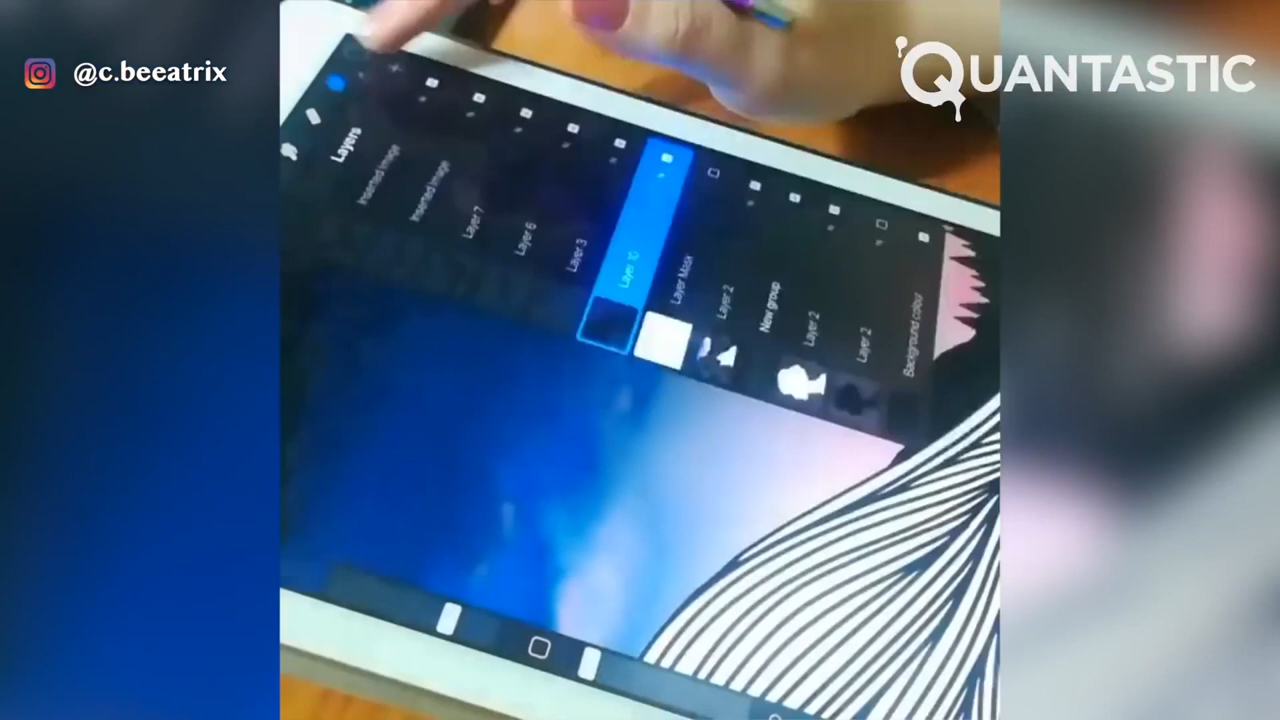 @c.beeatrix
QUANTASTIC
Layers
Inserted Image
Inserted Image
Layer 7
Layer 6
Layer 3
Layer 10
Layer Mask
Layer 2
New group
Layer 2
Layer 2
Background colour